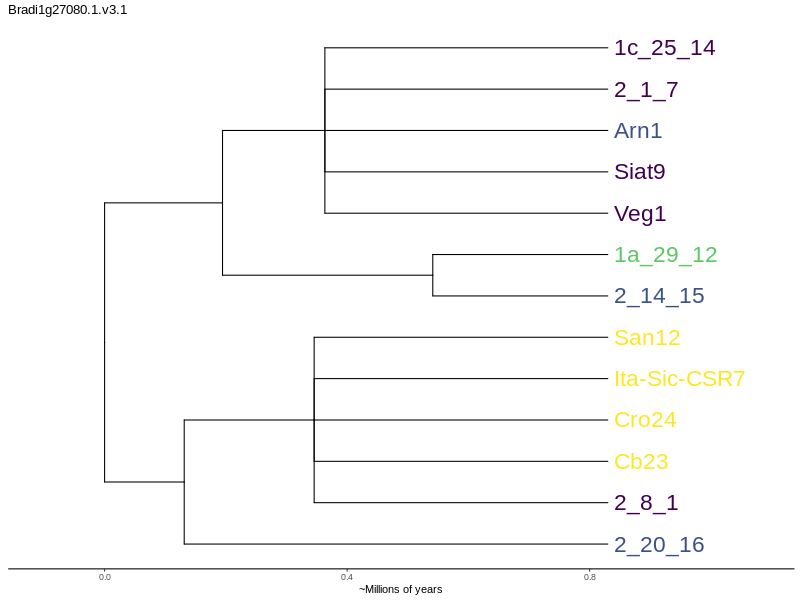 Bradi1g27080.1.v3.1
1c_25_14
2_1_7
Arn1
Siat9
Veg1
1a_29_12
2_14_15
San12
Ita-Sic-CSR7
Cro24
Cb23
2_8_1
2_20_16
0.0 0.4 0.8
~Millions of years